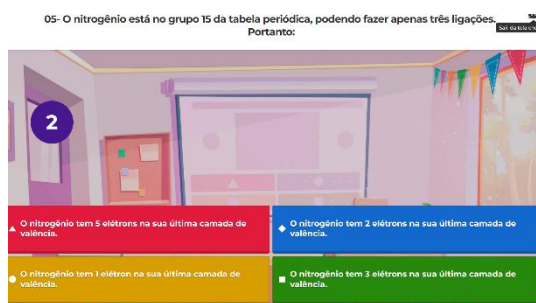 05- O nitrogênio está no grupo 15 da tabela periódica, podendo fazer apenas três ligações.
Portanto:
2
O nitrogênio tem 5 elétrons na sua última camada de
valência.
O nitrogênio tem 2 elétrons na sua última camada de
valência.
O nitrogênio tem 1 elétron na sua última camada de
valência.
O nitrogênio tem 3 elétrons na sua última camada de
valência.